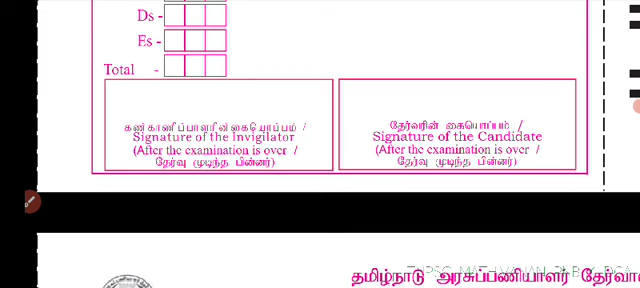 Ds -
Es -
Total -
கண்காணிப்பாளரின்கையொப்பம் /
Signature of the Invigilator
(After the examination is over /
தேர்வு முடிந்த பின்னர்)
தேர்வரின் கையொப்பம் /
Signature of the Candidate
(After the examination is over /
தேர்வு முடிந்த பின்னர்)
தமிழ்நாடு அரசுப்பணியாளர்